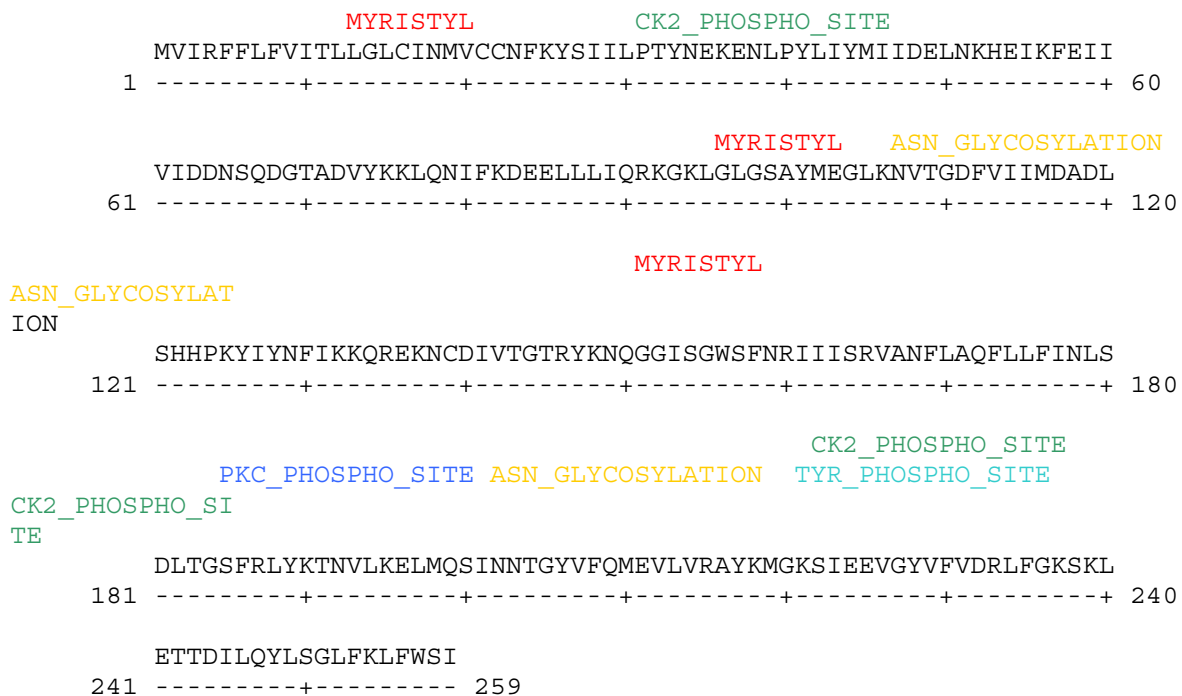 MYRISTYL CK2_PHOSPHO_SITE
MVIRFFLFVITLLGLCINMVCCNFKYSIILPTYNEKENLPYLIYMIIDELNKHEIKFEII
1 ---------+---------+---------+---------+---------+---------+ 60
MYRISTYL ASN_GLYCOSYLATION
VIDDNSQDGTADVYKKLQNIFKDEELLLIQRKGKLGLGSAYMEGLKNVTGDFVIIMDADL
61 ---------+---------+---------+---------+---------+---------+ 120
MYRISTYL
ASN_GLYCOSYLAT
ION
SHHPKYIYNFIKKQREKNCDIVTGTRYKNQGGISGWSFNRIIISRVANFLAQFLLFINLS
121 ---------+---------+---------+---------+---------+---------+ 180
CK2_PHOSPHO_SITE
PKC_PHOSPHO_SITE ASN_GLYCOSYLATION TYR_PHOSPHO_SITE
CK2_PHOSPHO_SI
TE
DLTGSFRLYKTNVLKELMQSINNTGYVFQMEVLVRAYKMGKSIEEVGYVFVDRLFGKSKL
181 ---------+---------+---------+---------+---------+---------+ 240
ETTDILQYLSGLFKLFWSI
241 ---------+--------- 259